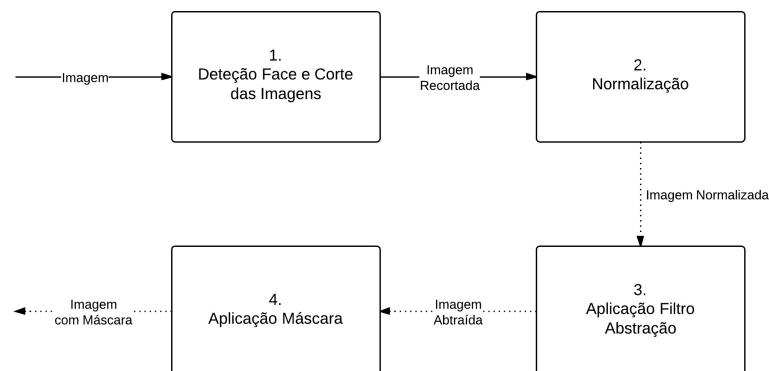 Imagem
1.
Deteção Face e Corte
das Imagens
Imagem
Recortada
2.
Normalização
Imagem Normalizada
3.
Aplicação Filtro
Abstração
Imagem
Abtraída
4.
Aplicação Máscara
Imagem
com Máscara